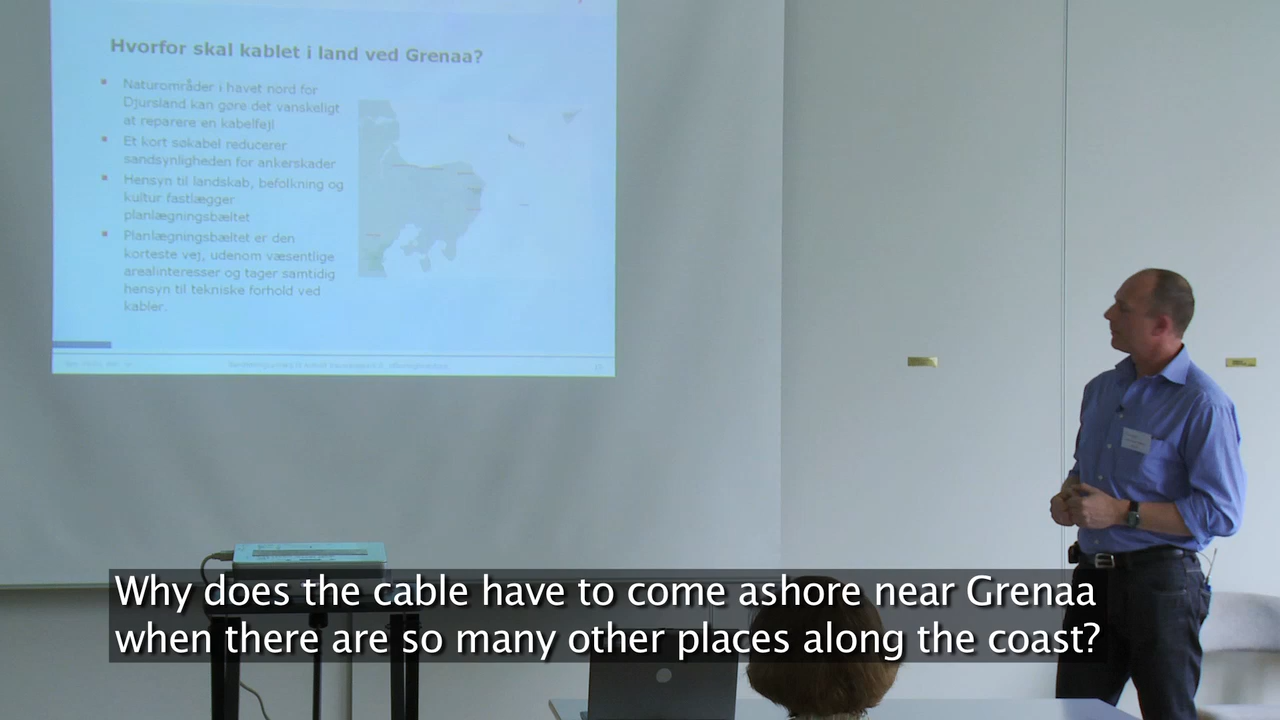 Hvorfor skal kablet i land ved Grenaa?
Naturområder i havet nord for
Djursland kan gøre det vanskeligt
at reparere en kabelfejl
Et kort søkabel reducerer
sandsynligheden for ankerskader
Hensyn til landskab, befolkning og
kultur fastlægger
planlægningsbæltet
Planlægningsbæltet er den
korteste vej, udenom væsentlige
arealinteresser og tager samtidig
hensyn til tekniske forhold ved
kabler.
Why does the cable have to come ashore near Grenaa
when there are so many other places along the coast?